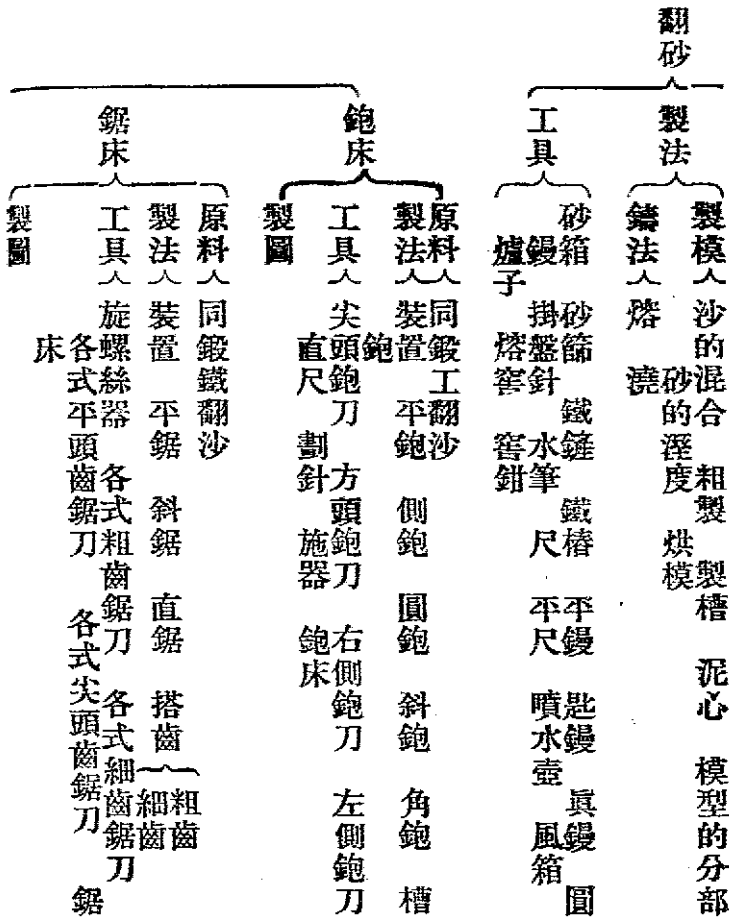 翻砂
製法
製模 沙的混合 粗製 製槽 泥心 模型的分部
砂的溼度 烘模
鑄法 熔 澆
工具
砂箱 砂篩 鐵鏟 鐵樁 平鏝 匙鏝 眞鏝 圓
鏝 掛盤針 水筆 尺 平尺 噴水壺 風箱
爐子 熔窰 窰鉗
鉋床
原料 同鍛工翻沙
製法 裝置 平鉋 側鉋 圓鉋 斜鉋 角鉋 槽
鉋
工具 尖頭鉋刀 方頭鉋刀 右側鉋刀 左側鉋刀
直尺 劃針 施器 鉋床
製圖
鋸床
原料 同鍛鐵翻沙
製法 裝置 平鋸 斜鋸 直鋸 搭齒
粗齒
細齒
工具 旋螺絲器 各式粗齒鋸刀 各式細齒鋸刀
各式平頭齒鋸刀 各式尖頭齒鋸刀 鋸
床
製圖